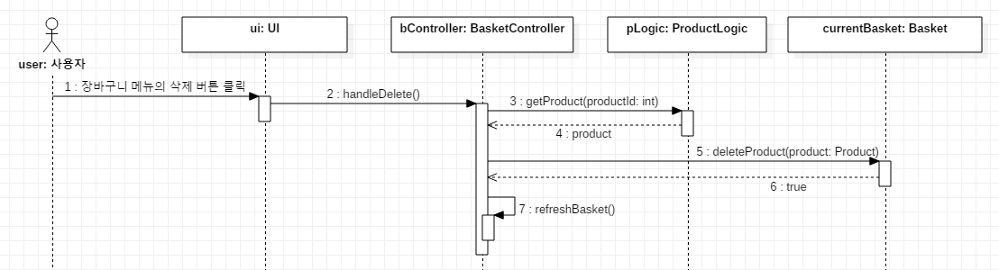 ui: UI
bController: BasketController
pLogic: ProductLogic
currentBasket: Basket
user: 사용자
1 : 장바구니 메뉴의 삭제 버튼 클릭
2 : handleDelete()
3 : getProduct(productId: int)
4 : product
5 : deleteProduct(product: Product)
6 : true
7 : refreshBasket()